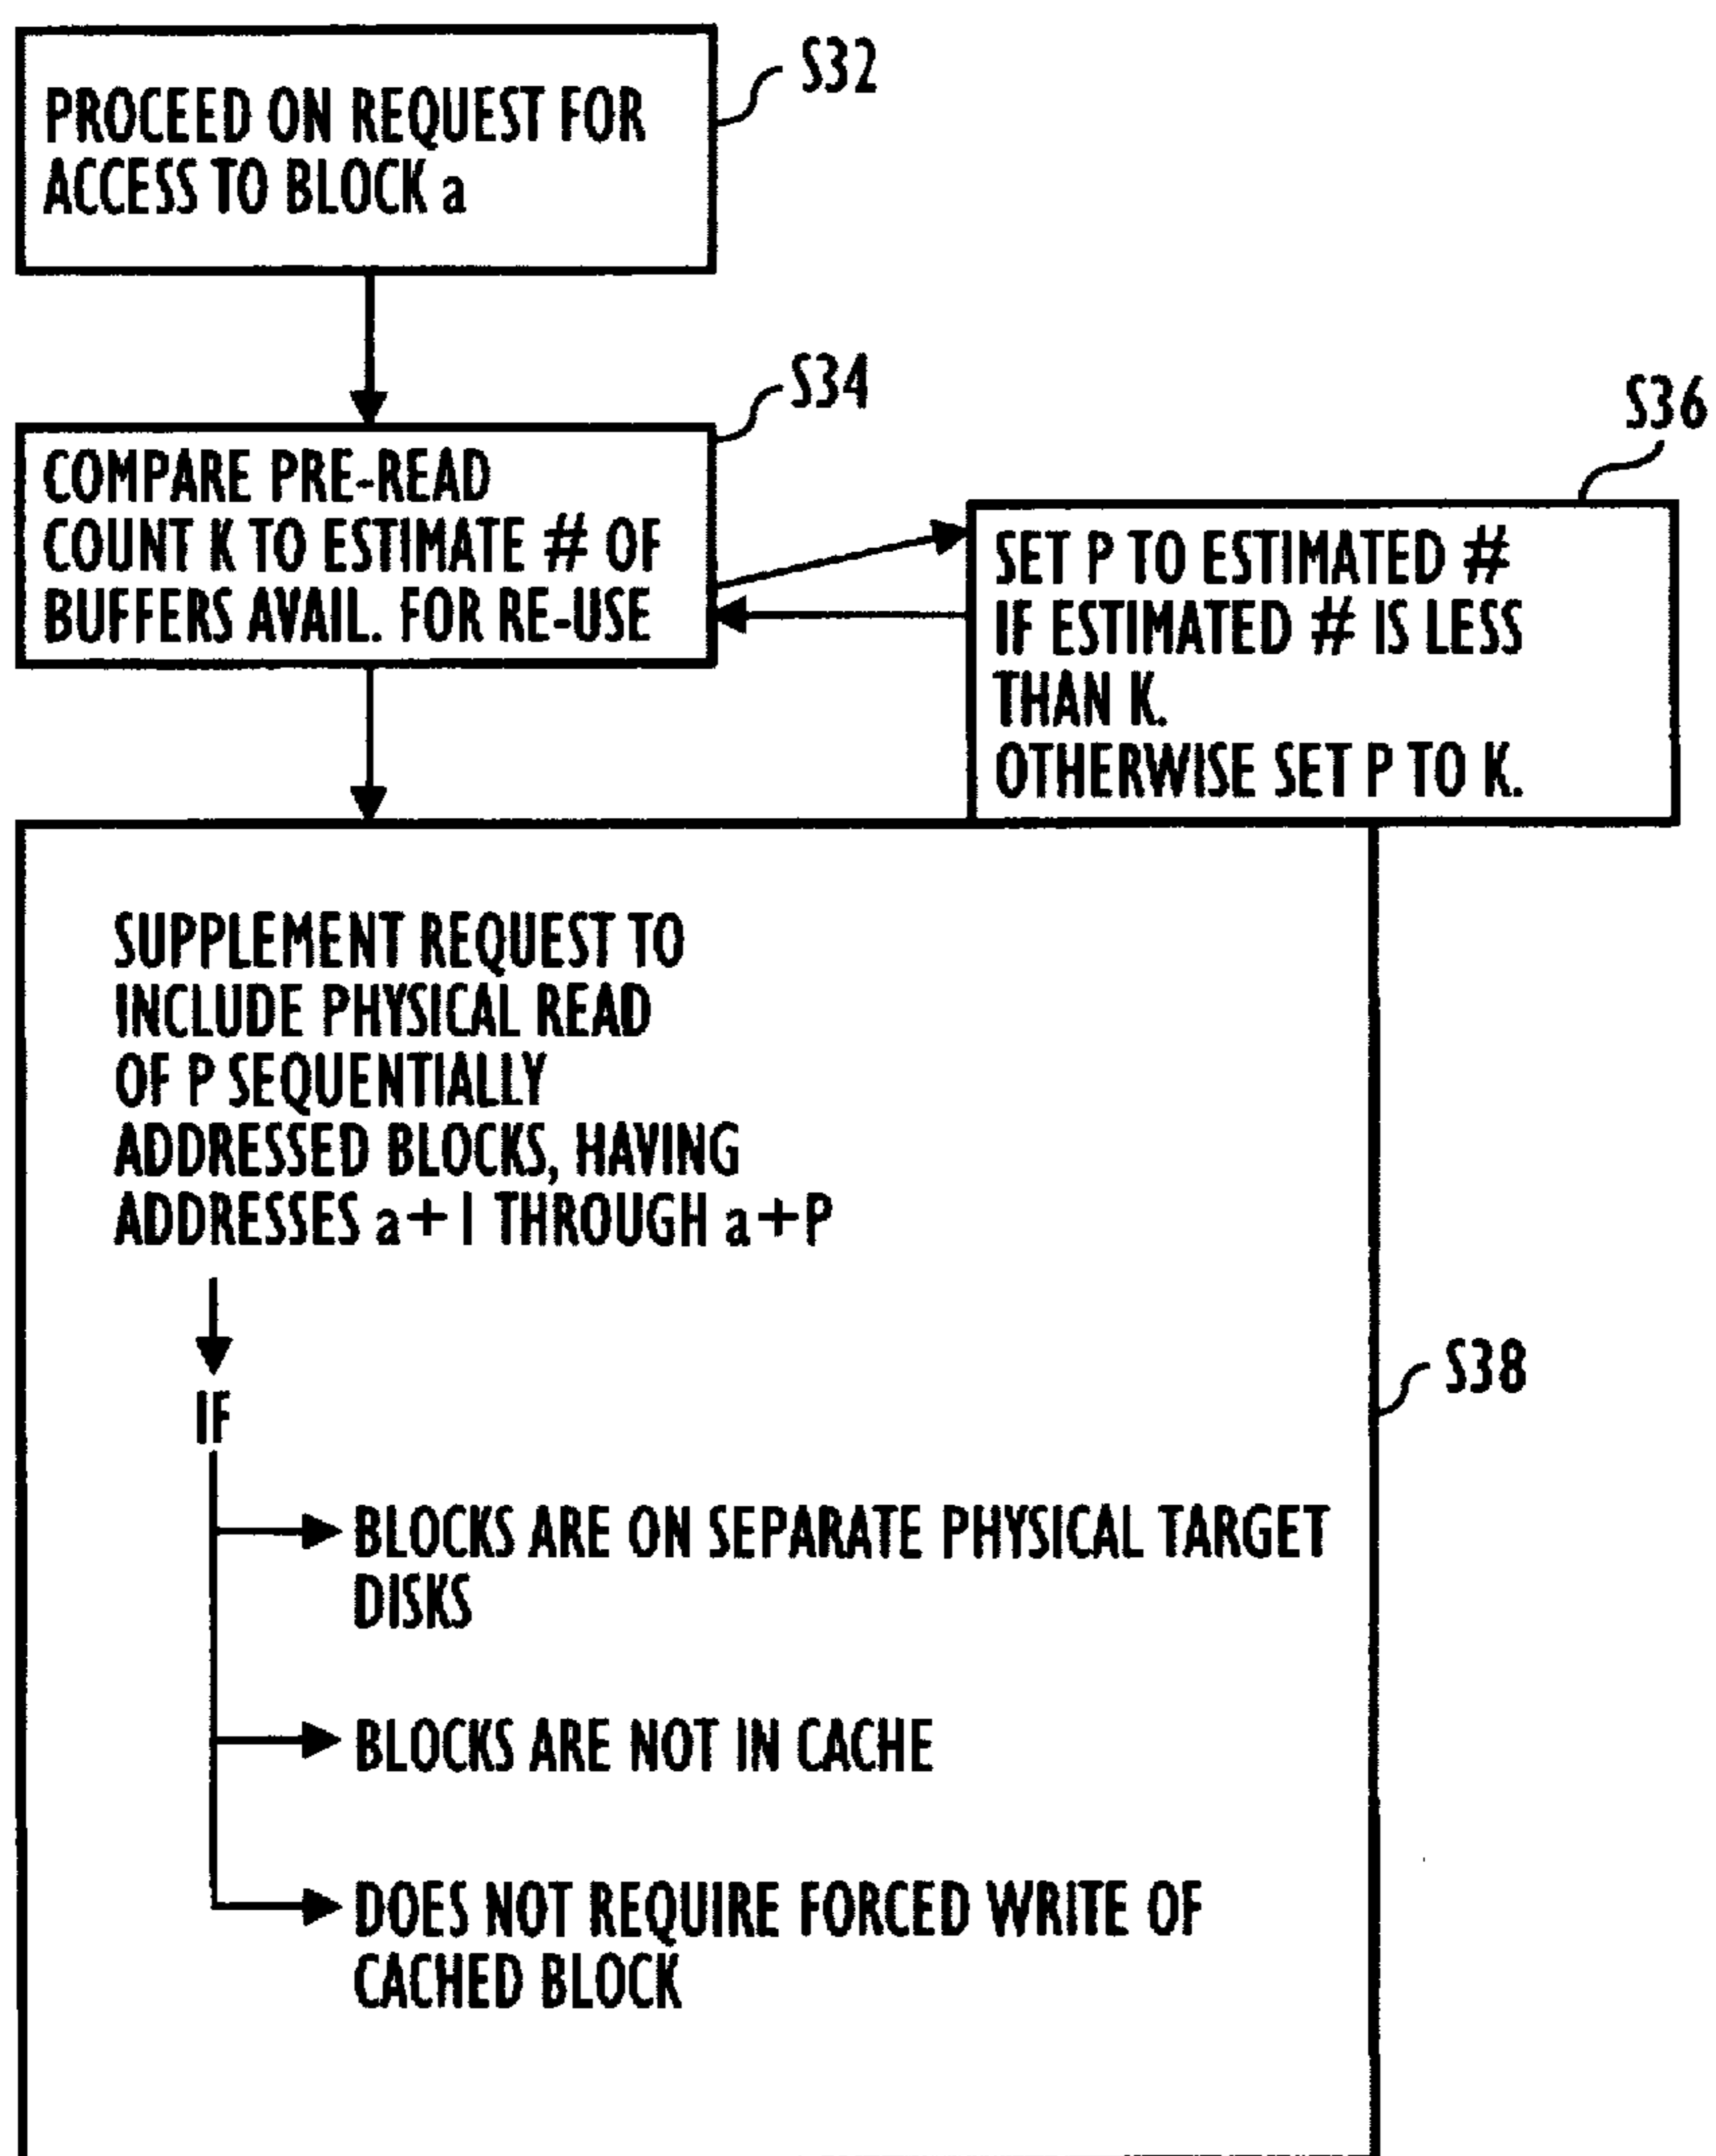 S32
PROCEED ON REQUEST FOR
ACCESS TO BLOCK a
S34
COMPARE PRE-READ
COUNT K TO ESTIMATE # OF
BUFFERS AVAIL. FOR RE-USE
S36
SET P TO ESTIMATED #
IF ESTIMATED # IS LESS
THAN K.
OTHERWISE SET P TO K.
SUPPLEMENT REQUEST TO
INCLUDE PHYSICAL READ
OF P SEQUENTIALLY
ADDRESSED BLOCKS, HAVING
ADDRESSES a+1 THROUGH a+P
IF
S38
BLOCKS ARE ON SEPARATE PHYSICAL TARGET
DISKS
BLOCKS ARE NOT IN CACHE
DOES NOT REQUIRE FORCED WRITE OF
CACHED BLOCK